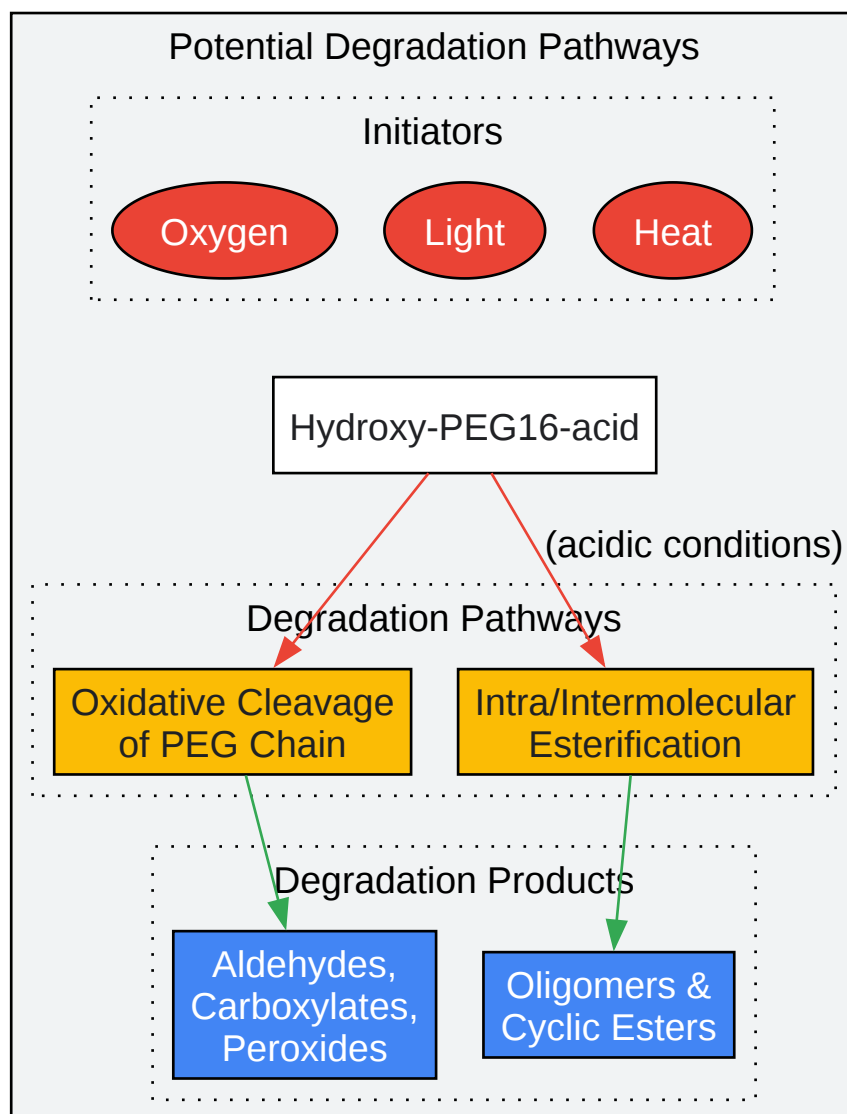 Potential Degradation Pathways
Initiators
Oxygen
Light
Heat
Hydroxy-PEG16-acid
(acidic conditions)
Degradation Pathways
Oxidative Cleavage
of PEG Chain
Intra/Intermolecular
Esterification
Degradation Products
Aldehydes,
Carboxylates,
Peroxides
Oligomers &
Cyclic Esters